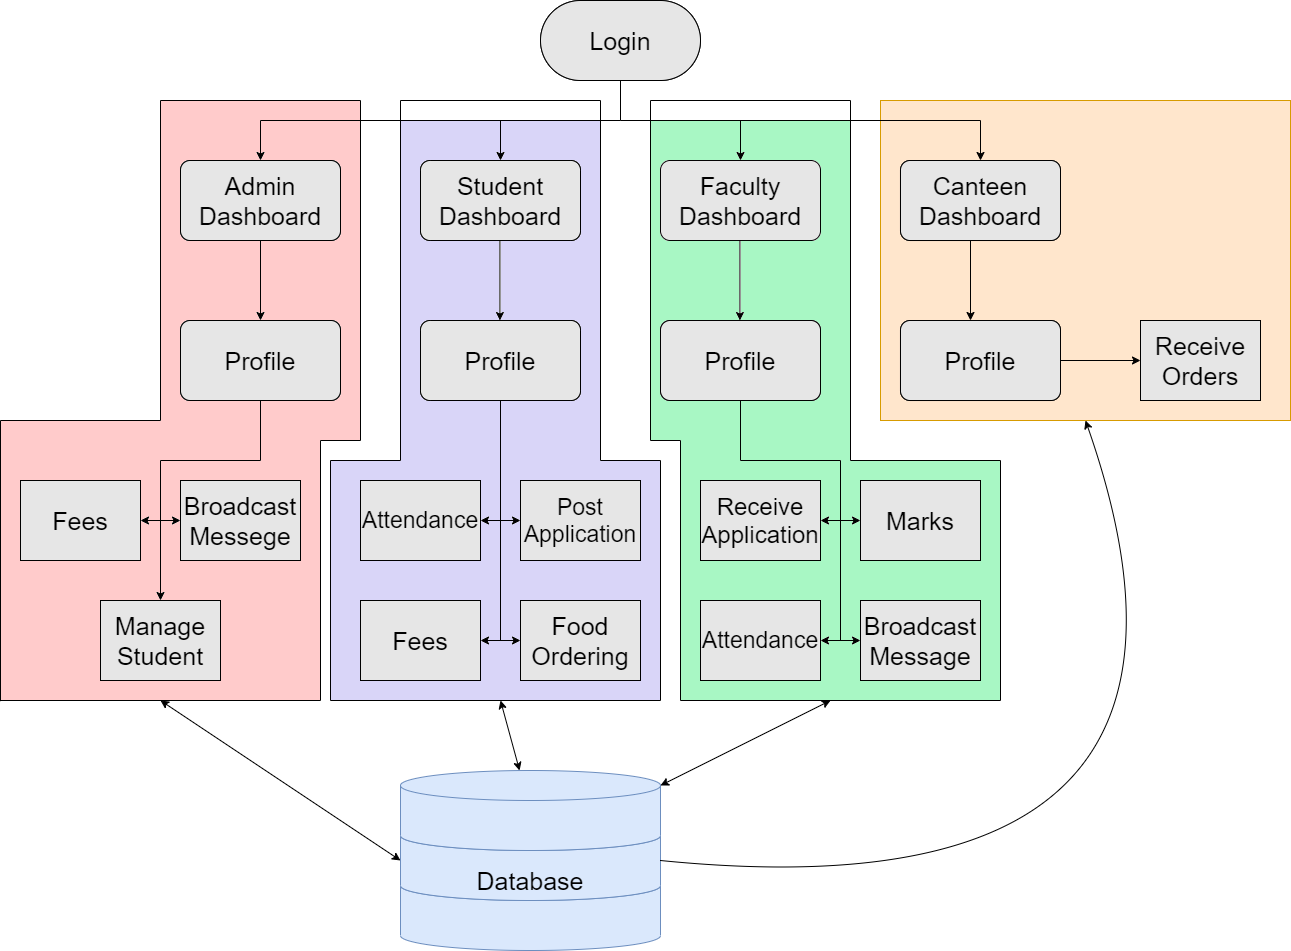 Login
Admin
Dashboard
Student
Dashboard
Faculty
Dashboard
Canteen
Dashboard
Profile
Profile
Profile
Profile
Receive
Orders
Fees
Broadcast
Messege
Attendance
Post
Application
Receive
Application
Marks
Manage
Student
Fees
Food
Ordering
Attendance
Broadcast
Message
Database